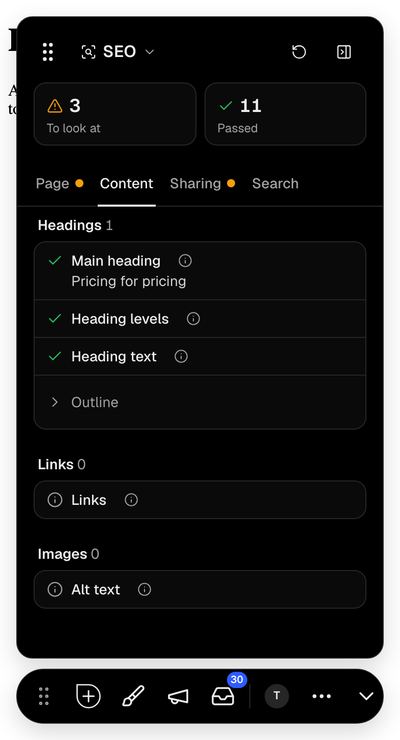 SEO
3
To look at
11
Passed
Page
Content
Sharing
Search
Headings 1
Main heading
Pricing for pricing
Heading levels
Heading text
Outline
Links 0
Links
Images 0
Alt text
30
T